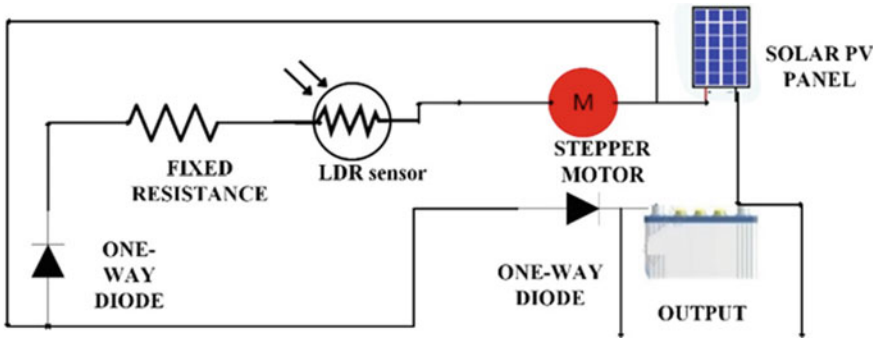 SOLAR PV
PANEL
M
FIXED
RESISTANCE
LDR sensor
STEPPER
MOTOR
ONE-
WAY
DIODE
ONE-WAY
DIODE
OUTPUT